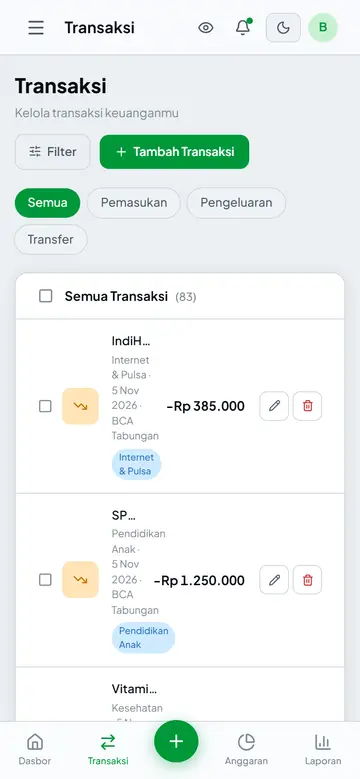 Transaksi
B
Transaksi
Kelola transaksi keuanganmu
Filter
Tambah Transaksi
Semua
Pemasukan
Pengeluaran
Transfer
Semua Transaksi (83)
IndiH...
Internet
& Pulsa ·
5 Nov
2026 ·
BCA
Tabungan
-Rp 385.000
Internet
& Pulsa
SP...
Pendidikan
Anak ·
5 Nov
2026 ·
BCA
Tabungan
-Rp 1.250.000
Pendidikan
Anak
Vitami...
Kesehatan
Dasbor
Transaksi
Anggaran
Laporan